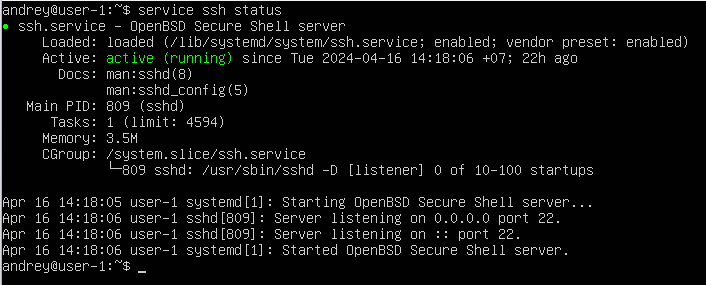 andrey@user-1:~$ service ssh status
● ssh.service - OpenBSD Secure Shell server
     Loaded: loaded (/lib/systemd/system/ssh.service; enabled; vendor preset: enabled)
     Active: active (running) since Tue 2024-04-16 14:18:06 +07; 22h ago
       Docs: man:sshd(8)
             man:sshd_config(5)
   Main PID: 809 (sshd)
      Tasks: 1 (limit: 4594)
     Memory: 3.5M
     CGroup: /system.slice/ssh.service
             └─809 sshd: /usr/sbin/sshd -D [listener] 0 of 10-100 startups

Apr 16 14:18:05 user-1 systemd[1]: Starting OpenBSD Secure Shell server...
Apr 16 14:18:06 user-1 sshd[809]: Server listening on 0.0.0.0 port 22.
Apr 16 14:18:06 user-1 sshd[809]: Server listening on :: port 22.
Apr 16 14:18:06 user-1 systemd[1]: Started OpenBSD Secure Shell server.
andrey@user-1:~$ _